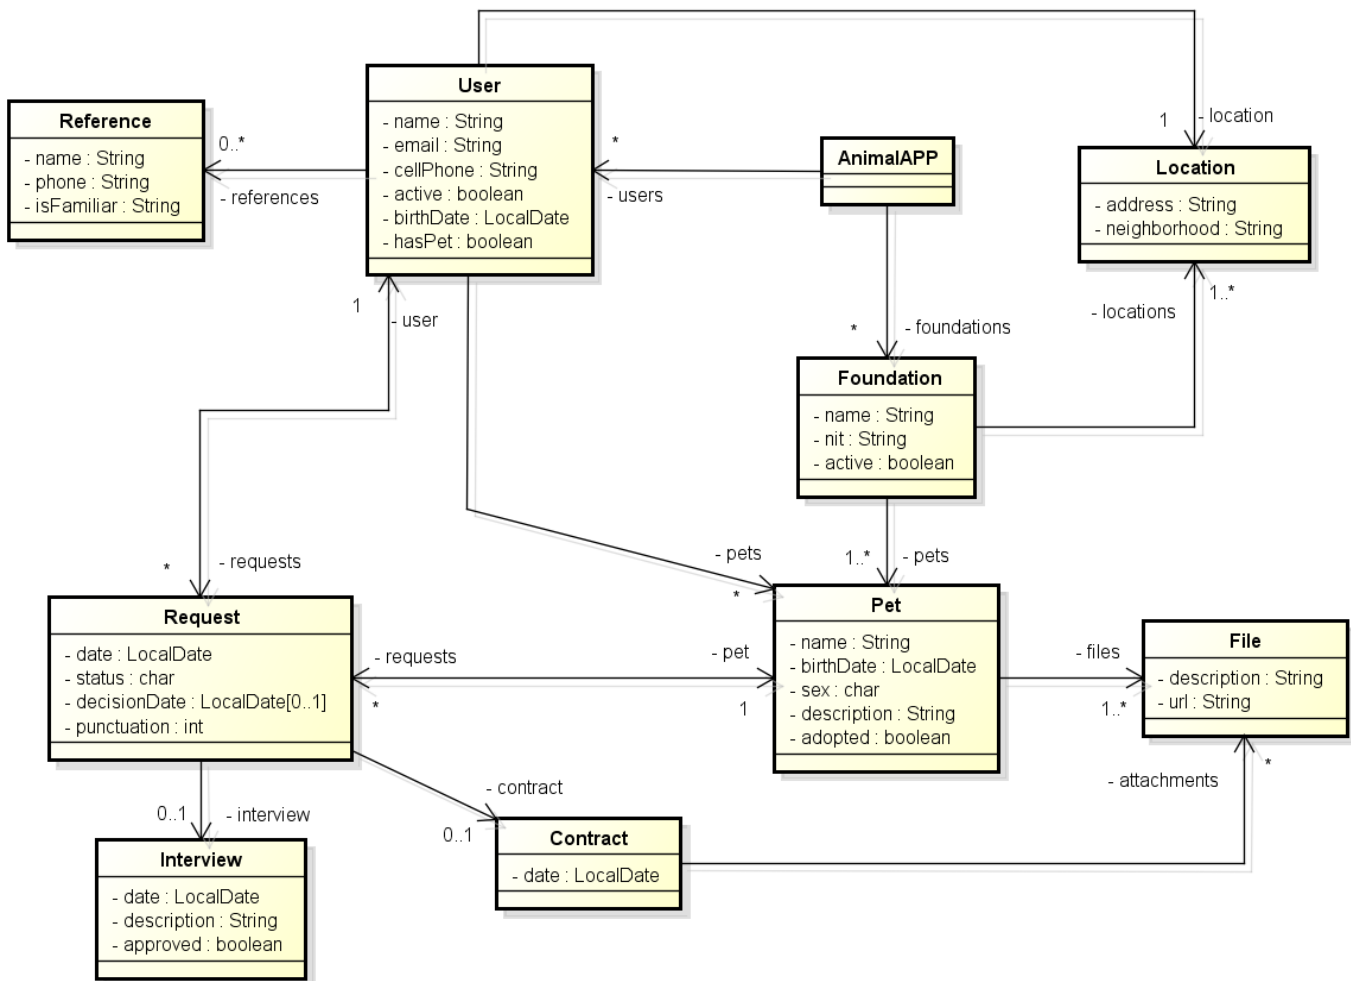 User
- name : String
- email : String
- cellPhone : String
- active : boolean
- birthDate : LocalDate
- hasPet : boolean
Reference
- name : String
- phone : String
- isFamiliar : String
0..*
- references
*
- users
AnimalAPP
1
- location
Location
- address : String
- neighborhood : String
1..*
- locations
1
- user
*
- foundations
Foundation
- name : String
- nit : String
- active : boolean
*
- requests
- pets
*
1..*
- pets
Request
- date : LocalDate
- status : char
- decisionDate : LocalDate[0..1]
- punctuation : int
- requests
*
- pet
1
Pet
- name : String
- birthDate : LocalDate
- sex : char
- description : String
- adopted : boolean
- files
1..*
File
- description : String
- url : String
0..1
- interview
- contract
0..1
- attachments
*
Interview
- date : LocalDate
- description : String
- approved : boolean
Contract
- date : LocalDate